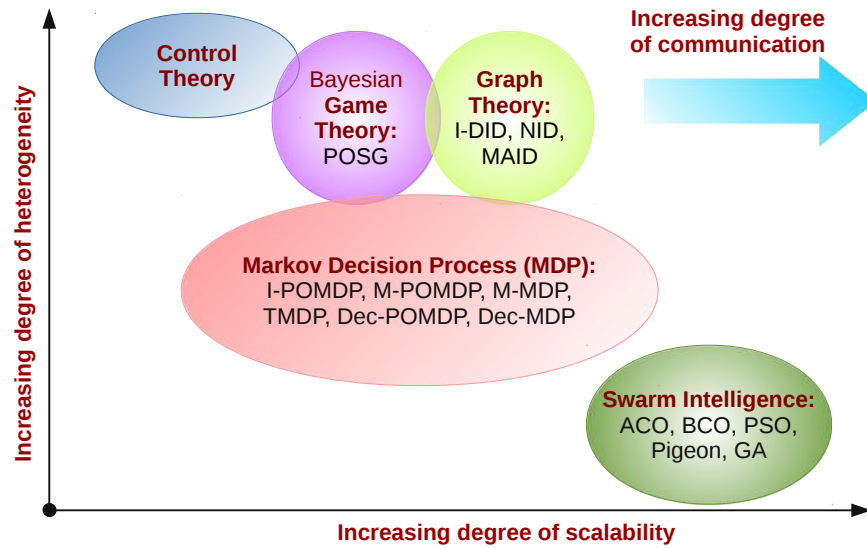 Control
Theory
Bayesian
Game
Theory:
POSG
Graph
Theory:
I-DID, NID,
MAID
Increasing degree
of communication
Increasing degree of heterogeneity
Markov Decision Process (MDP):
I-POMDP, M-POMDP, M-MDP,
TMDP, Dec-POMDP, Dec-MDP
Swarm Intelligence:
ACO, BCO, PSO,
Pigeon, GA
Increasing degree of scalability